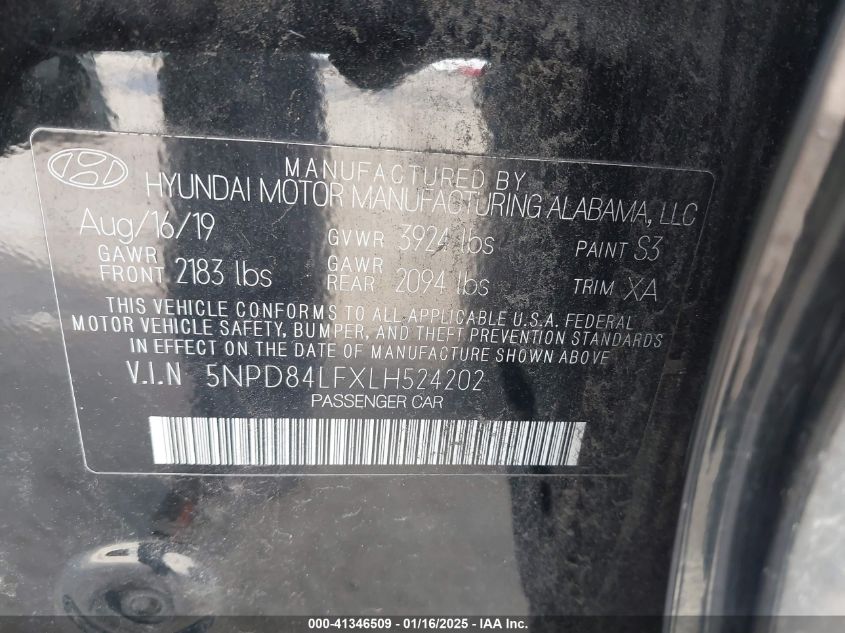 MANUFACTURED BY
HYUNDAI MOTOR MANUFACTURING ALABAMA, LLC
Aug/16/19 GVWR 3924 lbs PAINT S3
GAWR FRONT 2183 lbs GAWR REAR 2094 lbs TRIM XA
THIS VEHICLE CONFORMS TO ALL APPLICABLE U.S.A. FEDERAL
MOTOR VEHICLE SAFETY, BUMPER, AND THEFT PREVENTION STANDARDS
IN EFFECT ON THE DATE OF MANUFACTURE SHOWN ABOVE
V.I.N 5NPD84LFXLH524202
PASSENGER CAR
000-41346509 - 01/16/2025 - IAA Inc.